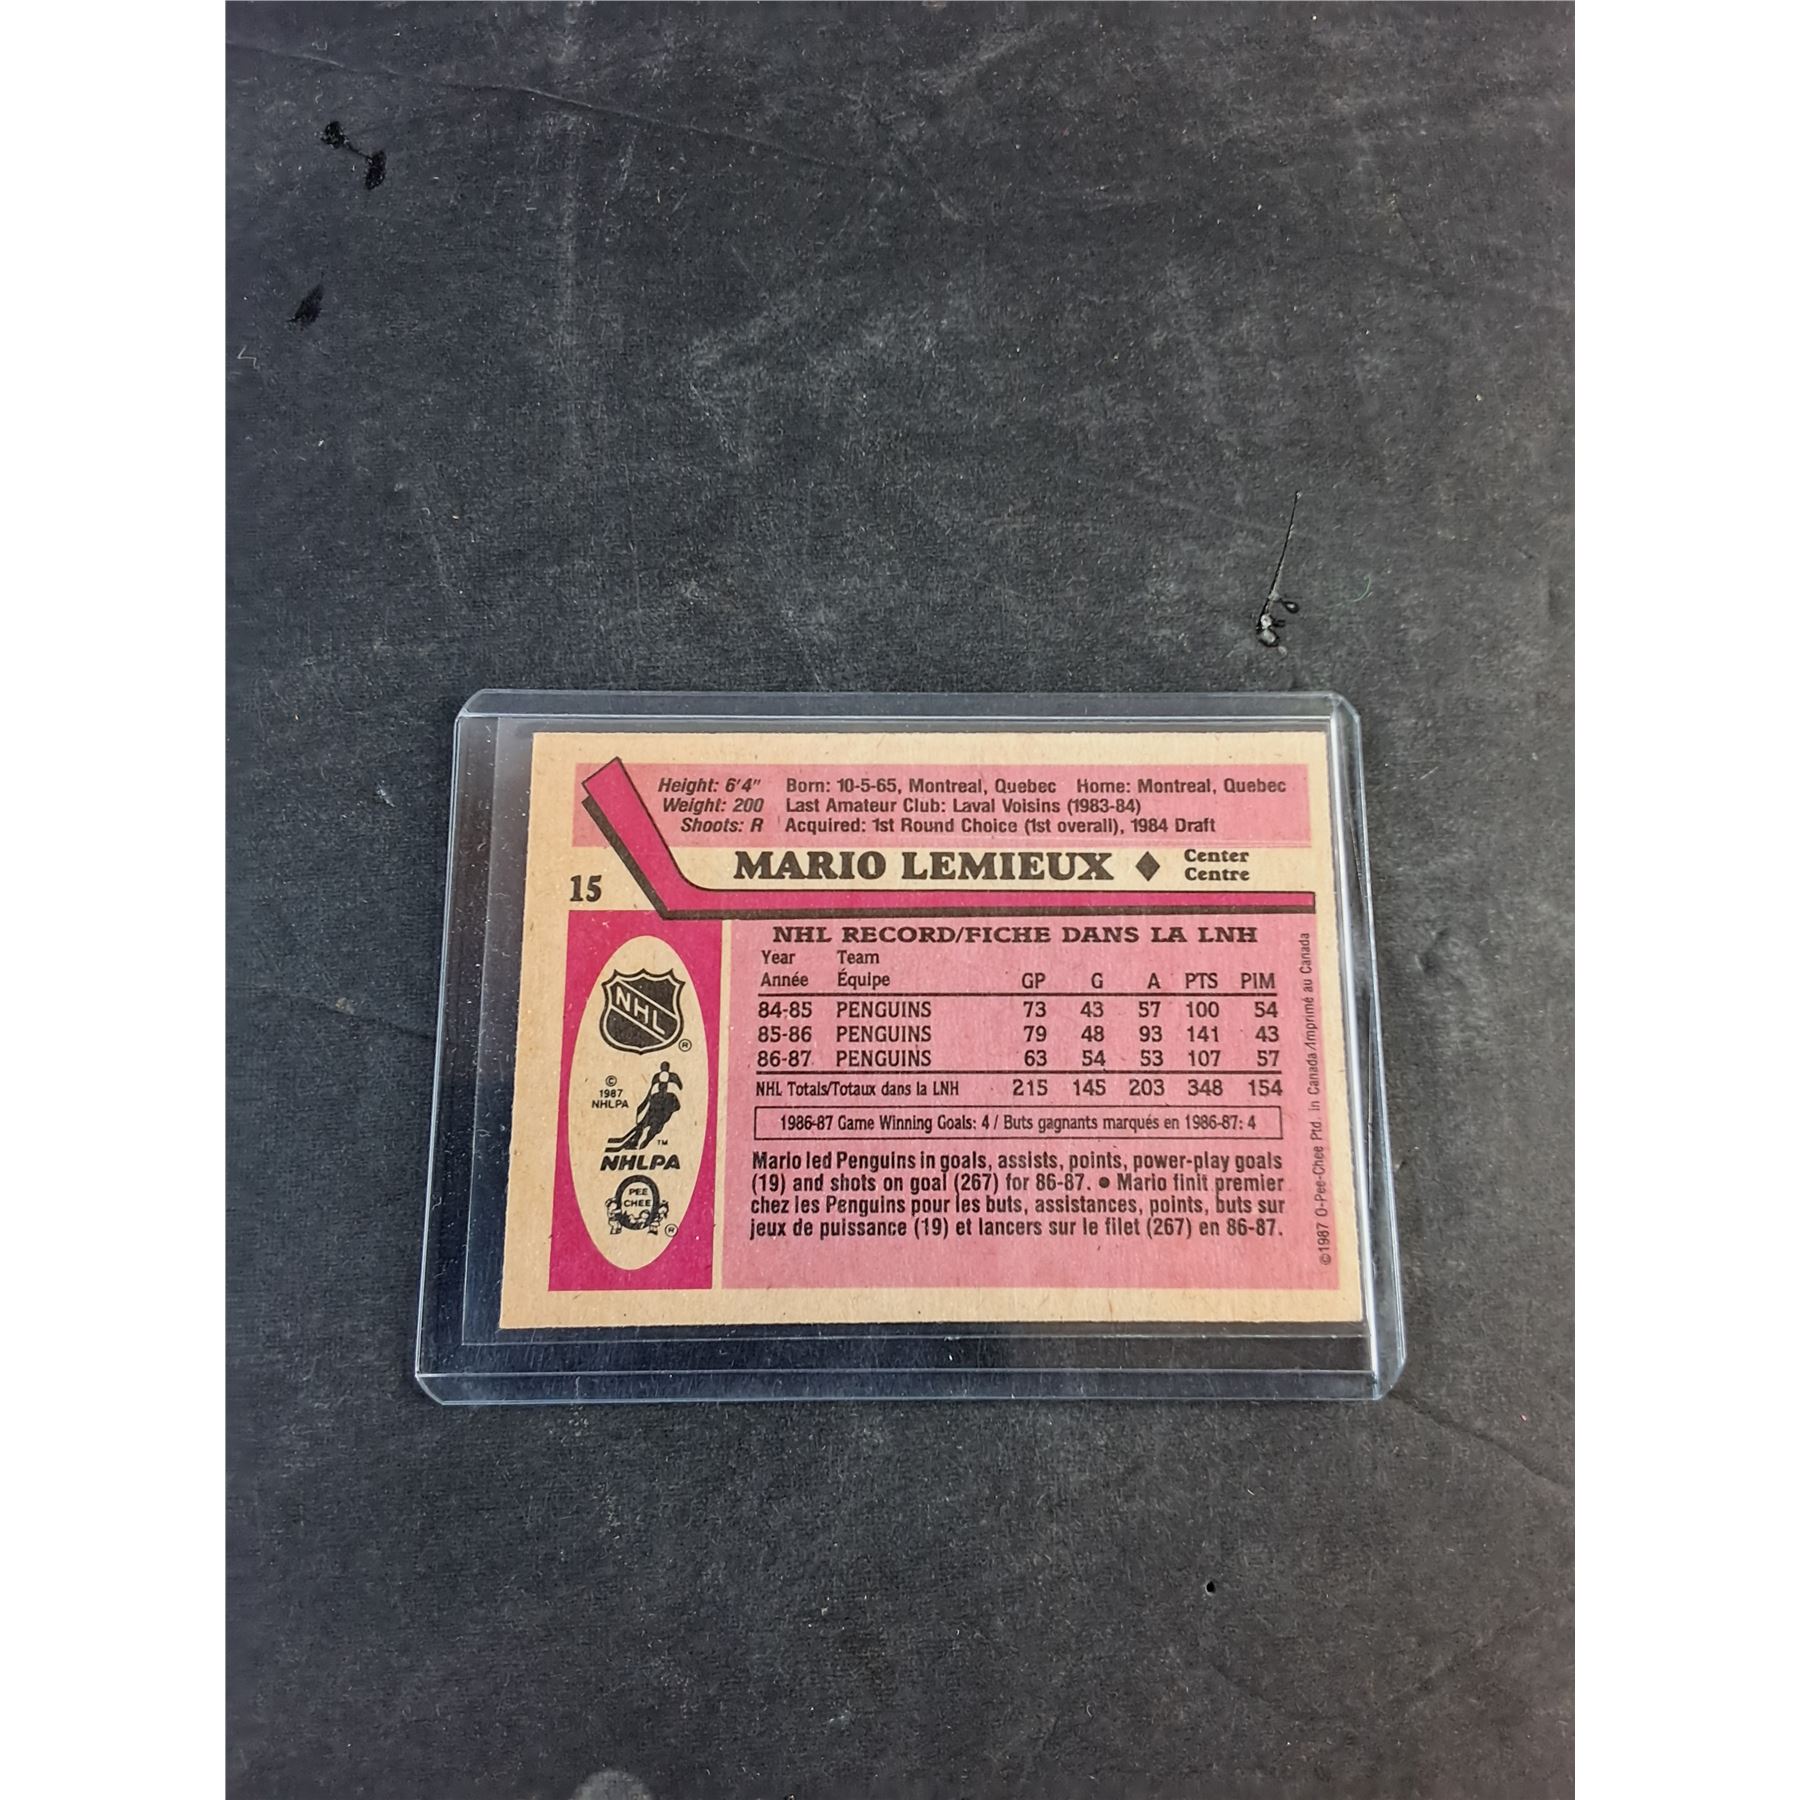 Height: 6'4" Born: 10-5-65, Montreal, Quebec Home: Montreal, Quebec
Weight: 200 Last Amateur Club: Laval Voisins (1983-84)
Shoots: R Acquired: 1st Round Choice (1st overall), 1984 Draft
MARIO LEMIEUX ♦ Center
Centre
15
NHL RECORD/FICHE DANS LA LNH
Year Team
Année Équipe GP G A PTS PIM
84-85 PENGUINS 73 43 57 100 54
85-86 PENGUINS 79 48 93 141 43
86-87 PENGUINS 63 54 53 107 57
NHL Totals/Totaux dans la LNH 215 145 203 348 154
1986-87 Game Winning Goals: 4 / Buts gagnants marqués en 1986-87: 4
Mario led Penguins in goals, assists, points, power-play goals
(19) and shots on goal (267) for 86-87. ● Mario finit premier
chez les Penguins pour les buts, assistances, points, buts sur
jeux de puissance (19) et lancers sur le filet (267) en 86-87.
NHL
®
©
1987
NHLPA
™
NHLPA
O
PEE
CHEE
®
©1987 O-Pee-Chee Ptd. in Canada/Imprimé au Canada